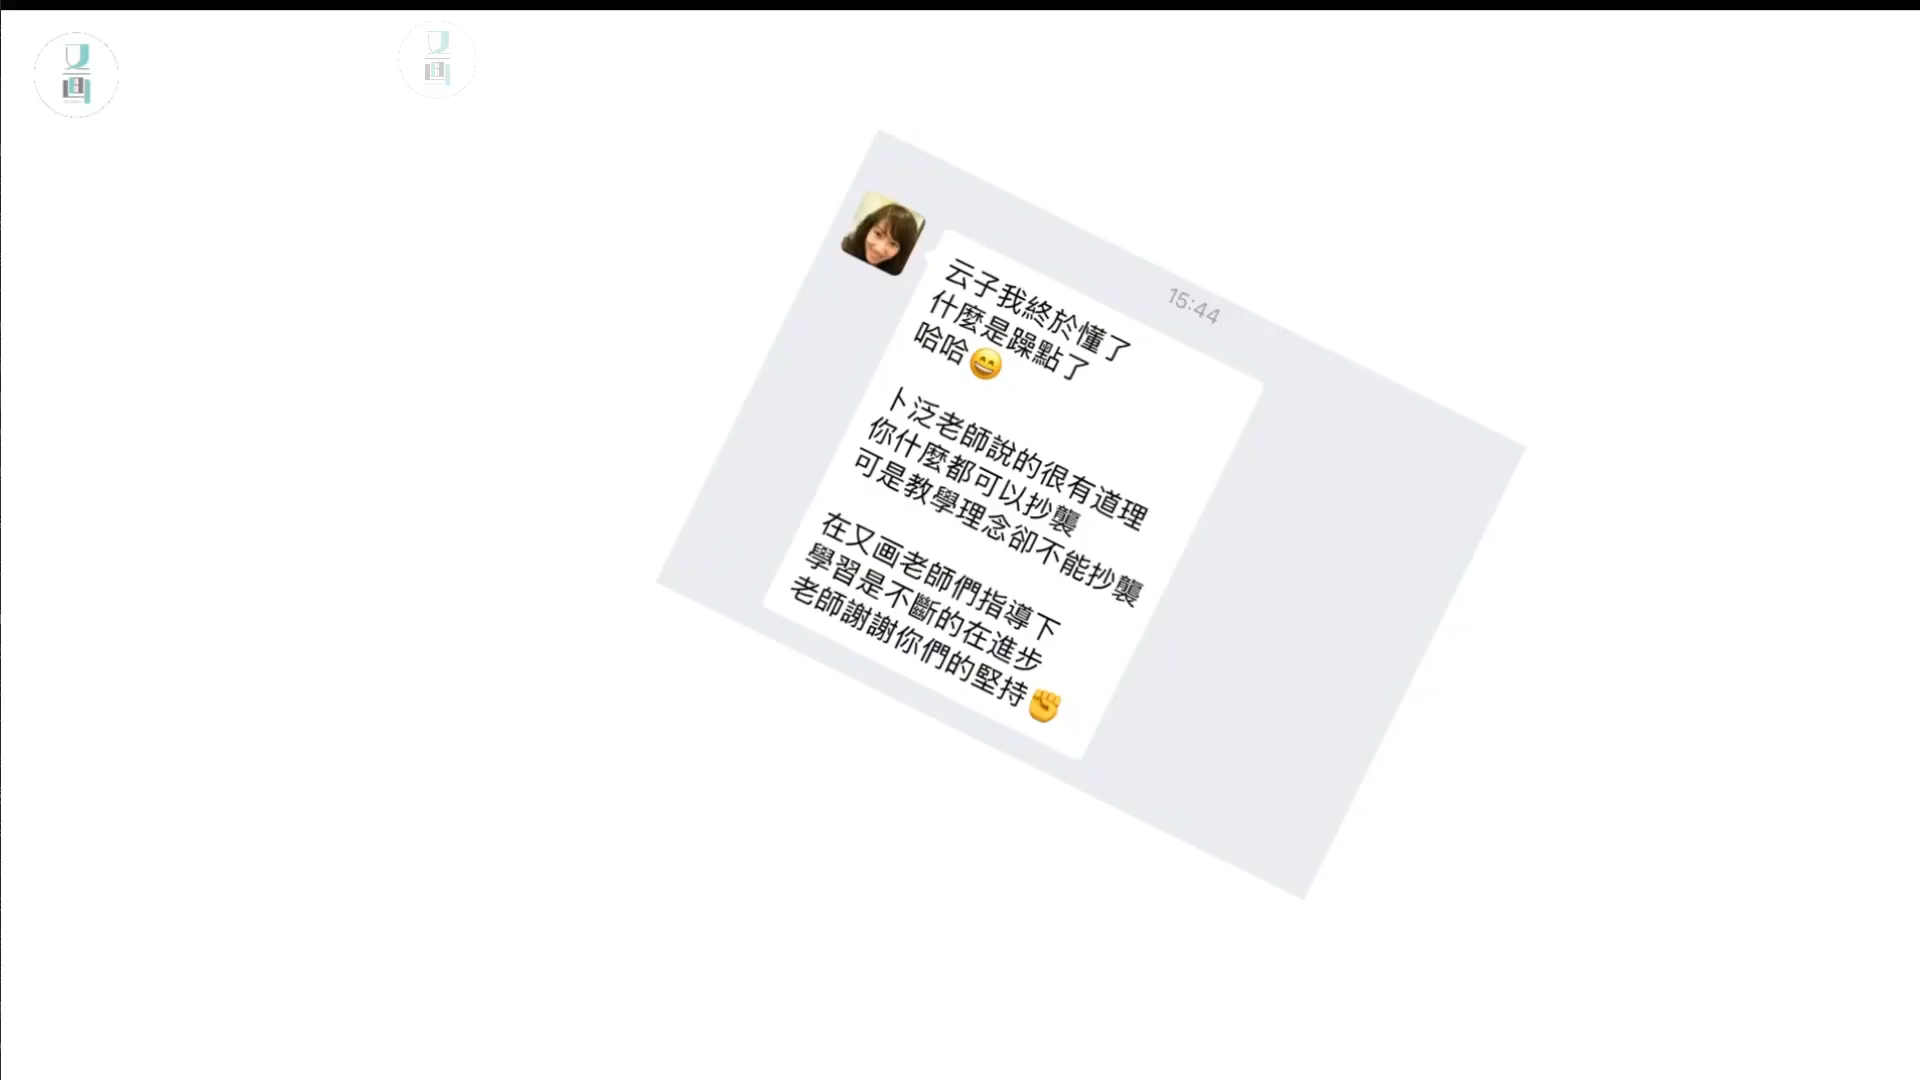 15:44
云子我終於懂了
什麼是躁點了
哈哈😄
卜泛老師說的很有道理
你什麼都可以抄襲
可是教學理念卻不能抄襲
在又画老師們指導下
學習是不斷的在進步
老師謝謝你們的堅持✊